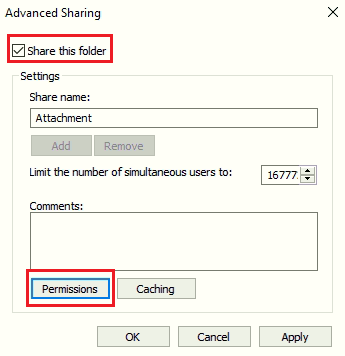 Advanced Sharing
Share this folder
Settings
Share name:
Attachment
Add Remove
Limit the number of simultaneous users to: 16777
Comments:
Permissions Caching
OK Cancel Apply